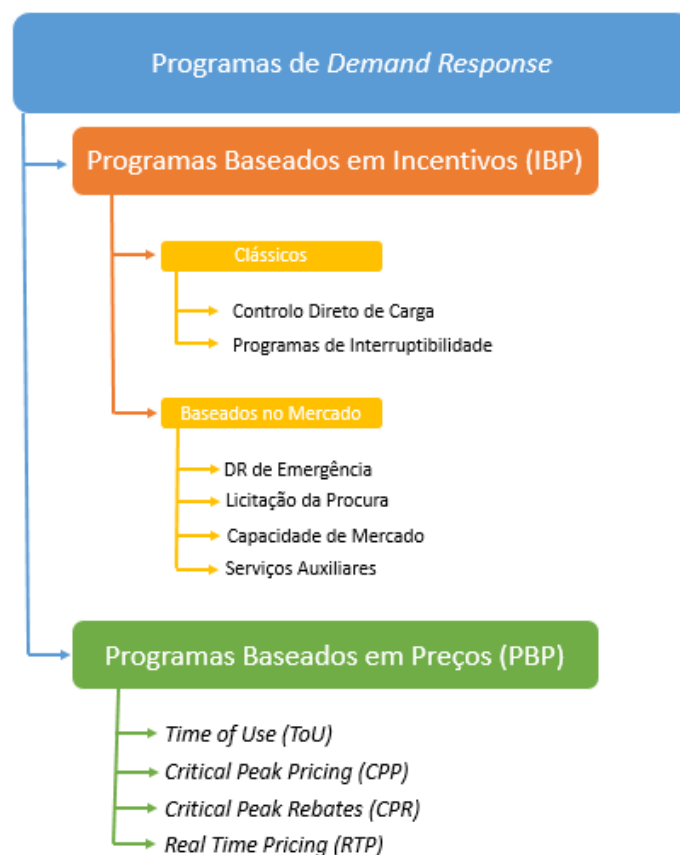 Programas de Demand Response
Programas Baseados em Incentivos (IBP)
Clássicos
Controlo Direto de Carga
Programas de Interruptibilidade
Baseados no Mercado
DR de Emergência
Licitação da Procura
Capacidade de Mercado
Serviços Auxiliares
Programas Baseados em Preços (PBP)
Time of Use (ToU)
Critical Peak Pricing (CPP)
Critical Peak Rebates (CPR)
Real Time Pricing (RTP)